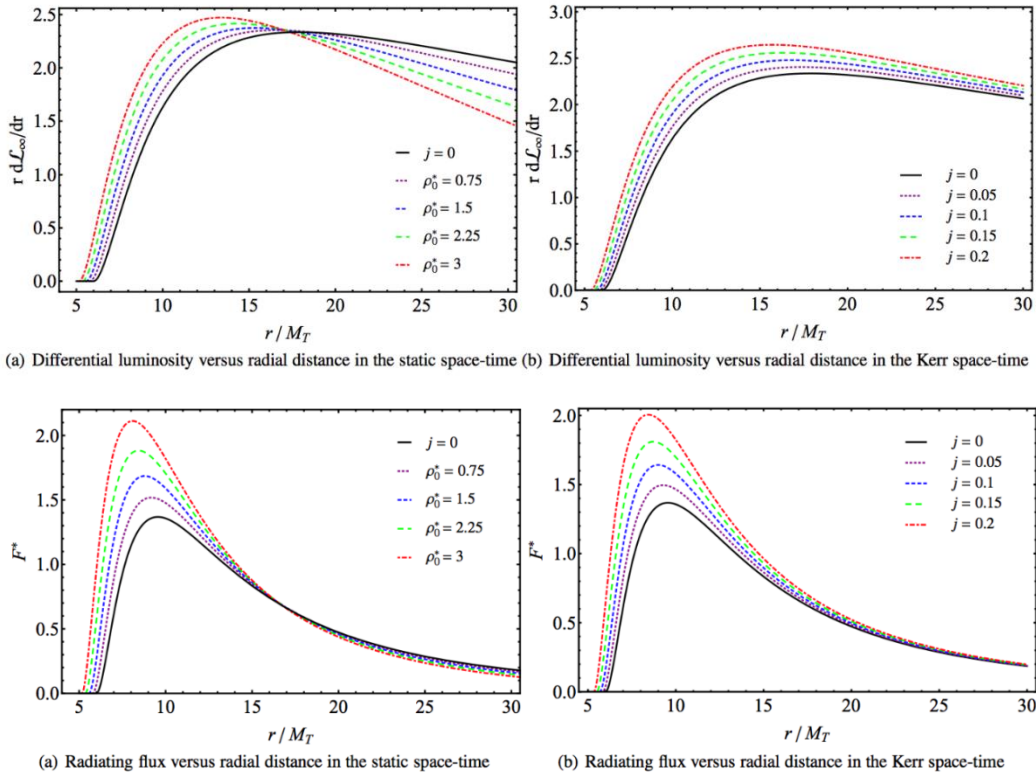 2.5
2.0
1.5
1.0
0.5
0.0
r dℒ∞/dr
j = 0
ρ₀* = 0.75
ρ₀* = 1.5
ρ₀* = 2.25
ρ₀* = 3
5 10 15 20 25 30
r / M_T
(a) Differential luminosity versus radial distance in the static space-time
3.0
2.5
2.0
1.5
1.0
0.5
0.0
r dℒ∞/dr
j = 0
j = 0.05
j = 0.1
j = 0.15
j = 0.2
5 10 15 20 25 30
r / M_T
(b) Differential luminosity versus radial distance in the Kerr space-time
2.0
1.5
1.0
0.5
0.0
F*
j = 0
ρ₀* = 0.75
ρ₀* = 1.5
ρ₀* = 2.25
ρ₀* = 3
5 10 15 20 25 30
r / M_T
(a) Radiating flux versus radial distance in the static space-time
2.0
1.5
1.0
0.5
0.0
F*
j = 0
j = 0.05
j = 0.1
j = 0.15
j = 0.2
5 10 15 20 25 30
r / M_T
(b) Radiating flux versus radial distance in the Kerr space-time